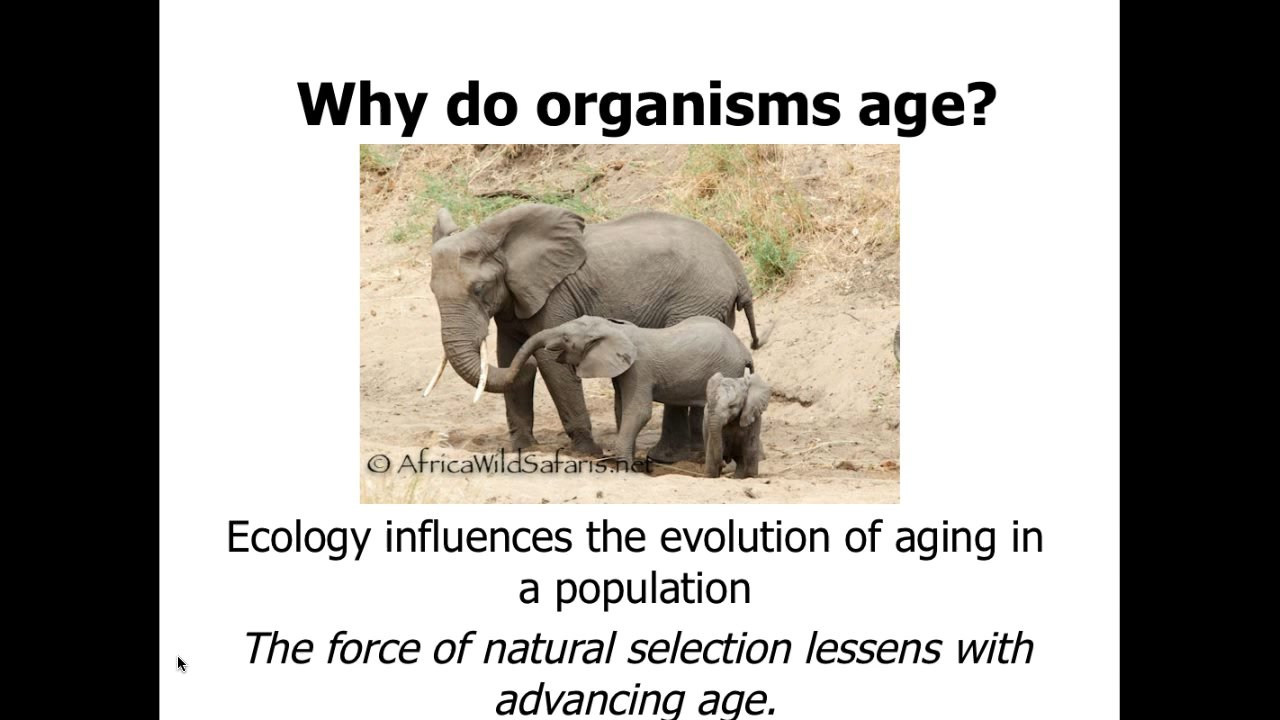 Why do organisms age?
© AfricaWildSafaris.net
Ecology influences the evolution of aging in
a population
The force of natural selection lessens with
advancing age.